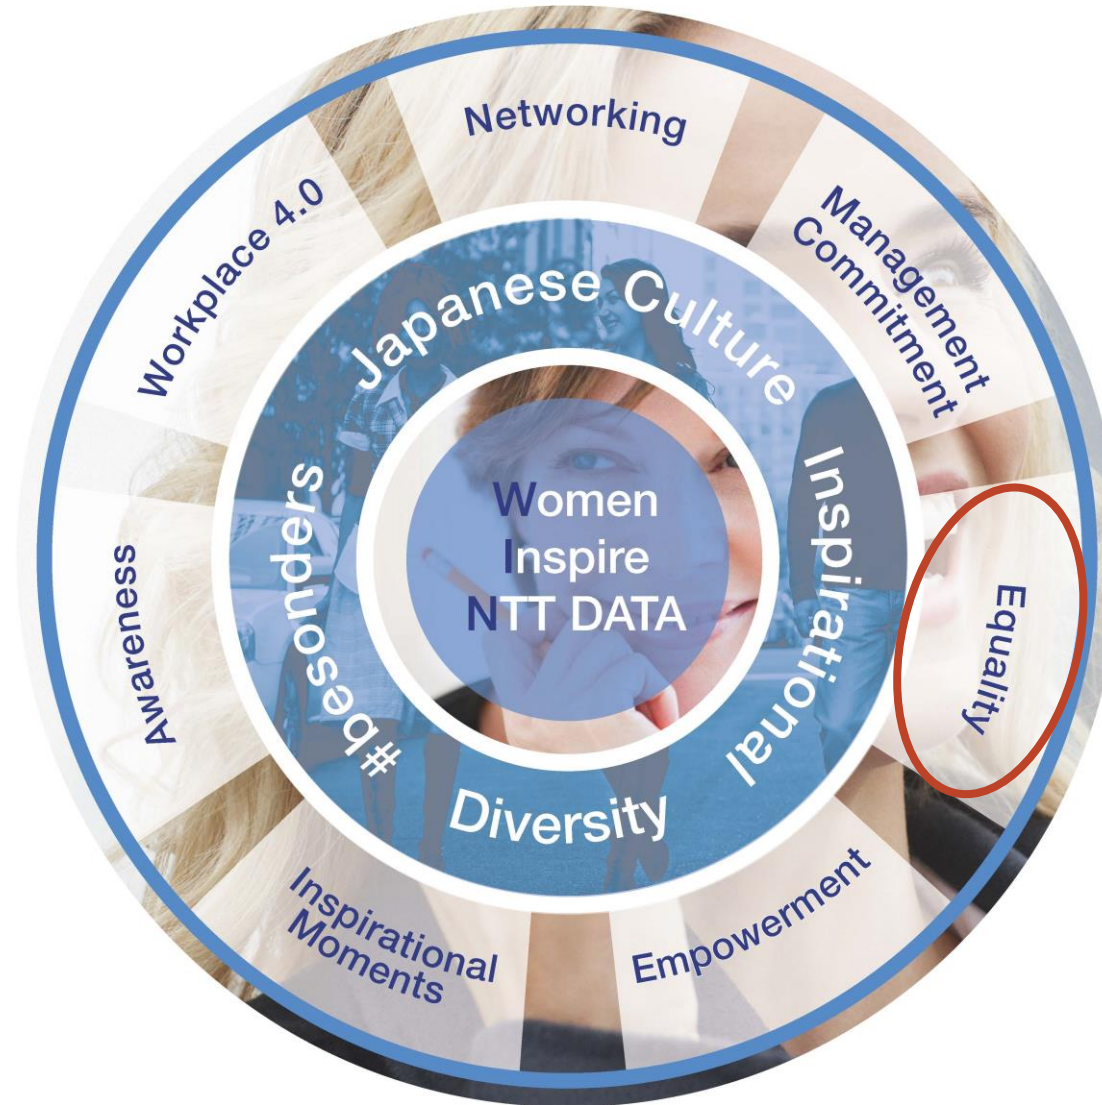 Networking
Management
Commitment
Equality
Empowerment
Inspirational
Moments
Awareness
Workplace 4.0
Japanese Culture
Inspirational
Diversity
#besonders
Women
Inspire
NTT DATA